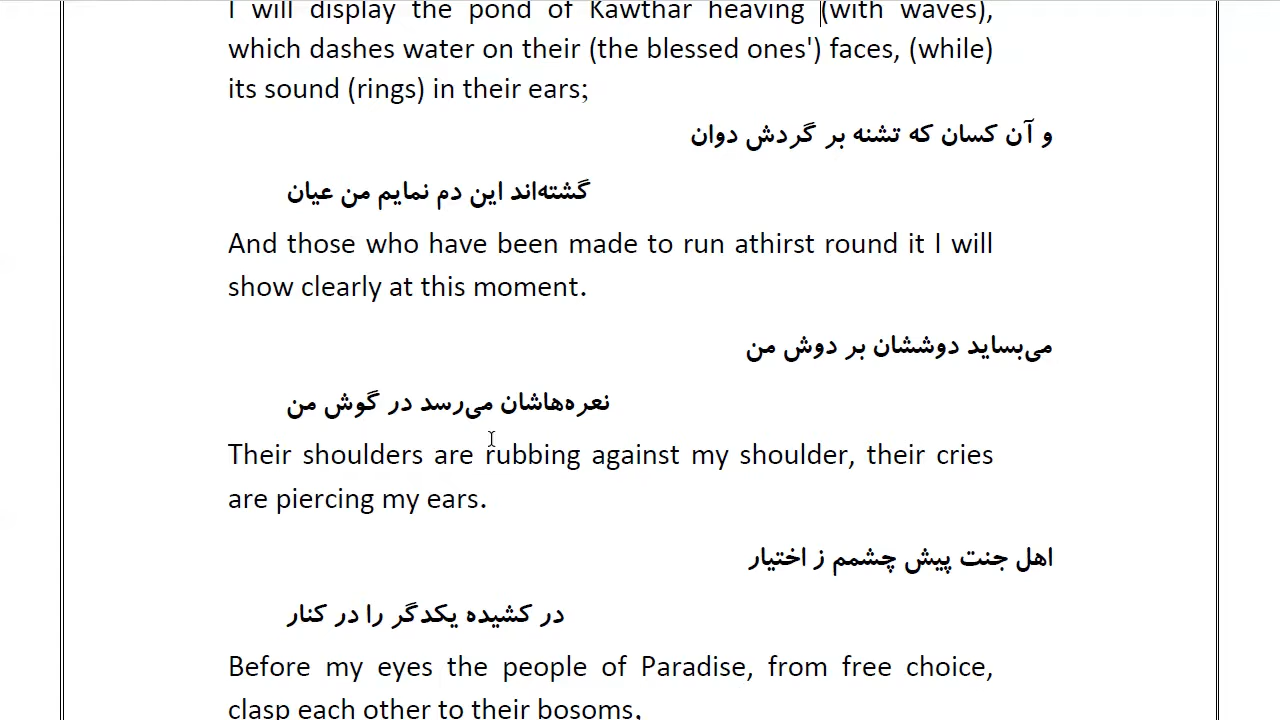 I will display the pond of Kawthar heaving (with waves),
which dashes water on their (the blessed ones') faces, (while)
its sound (rings) in their ears;
و آن کسان که تشنه بر گردش دوان
گشته‌اند این دم نمایم من عیان
And those who have been made to run athirst round it I will
show clearly at this moment.
می‌بساید دوششان بر دوش من
نعره‌هاشان می‌رسد در گوش من
Their shoulders are rubbing against my shoulder, their cries
are piercing my ears.
اهل جنت پیش چشمم ز اختیار
در کشیده یکدگر را در کنار
Before my eyes the people of Paradise, from free choice,
clasp each other to their bosoms,